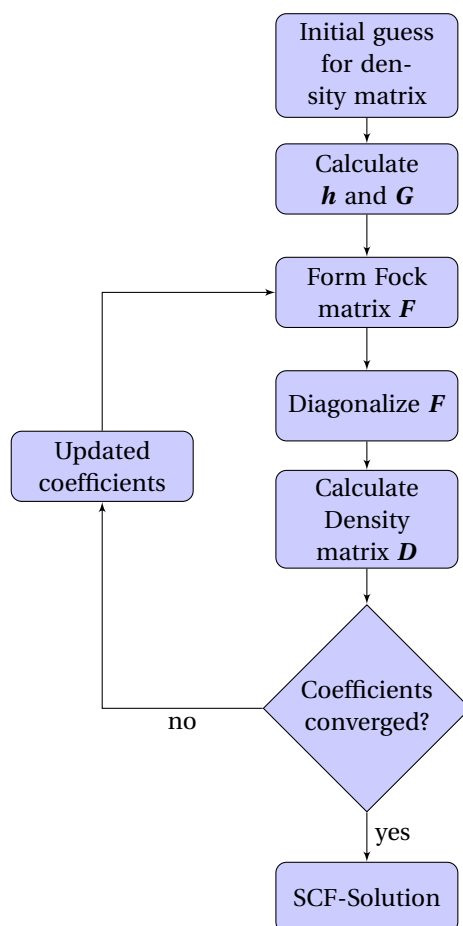 Initial guess
for den-
sity matrix
Calculate
h and G
Form Fock
matrix F
Diagonalize F
Updated
coefficients
Calculate
Density
matrix D
Coefficients
converged?
no
yes
SCF-Solution